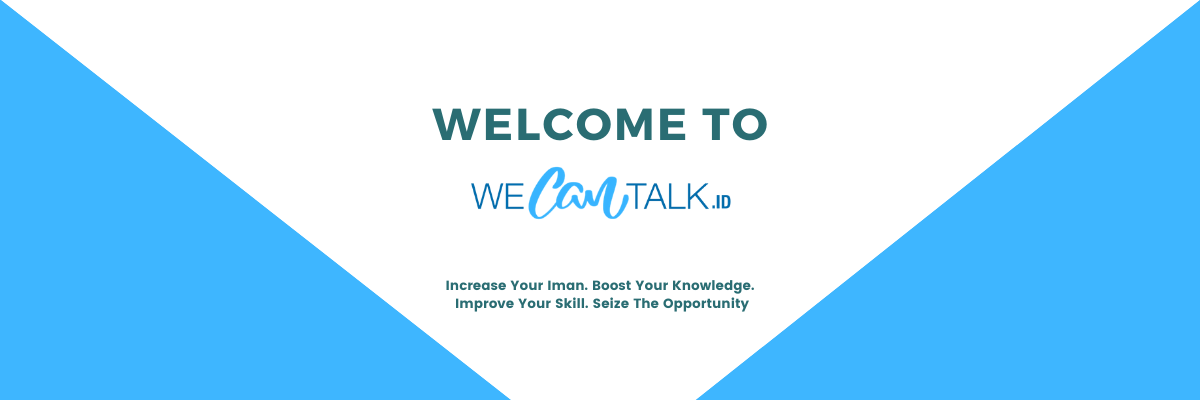 WELCOME TO
WE Can TALK.ID
Increase Your Iman. Boost Your Knowledge.
Improve Your Skill. Seize The Opportunity